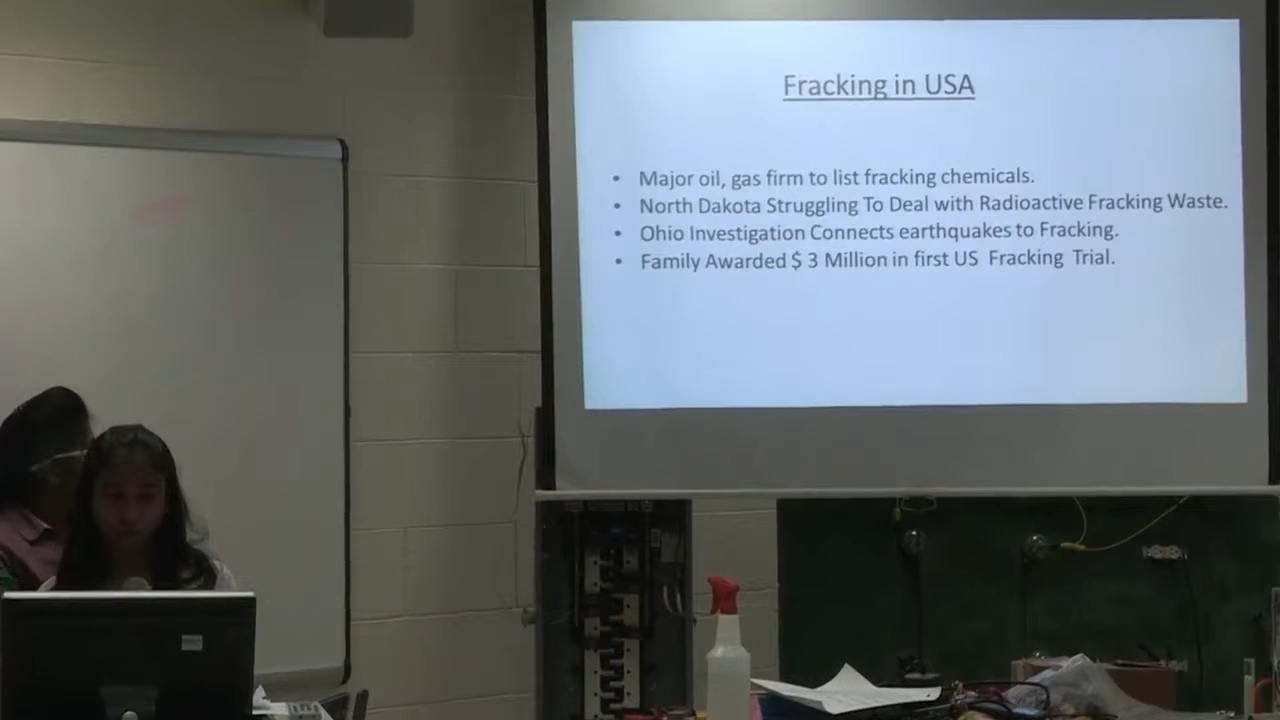 Fracking in USA
• Major oil, gas firm to list fracking chemicals.
• North Dakota Struggling To Deal with Radioactive Fracking Waste.
• Ohio Investigation Connects earthquakes to Fracking.
• Family Awarded $ 3 Million in first US Fracking Trial.